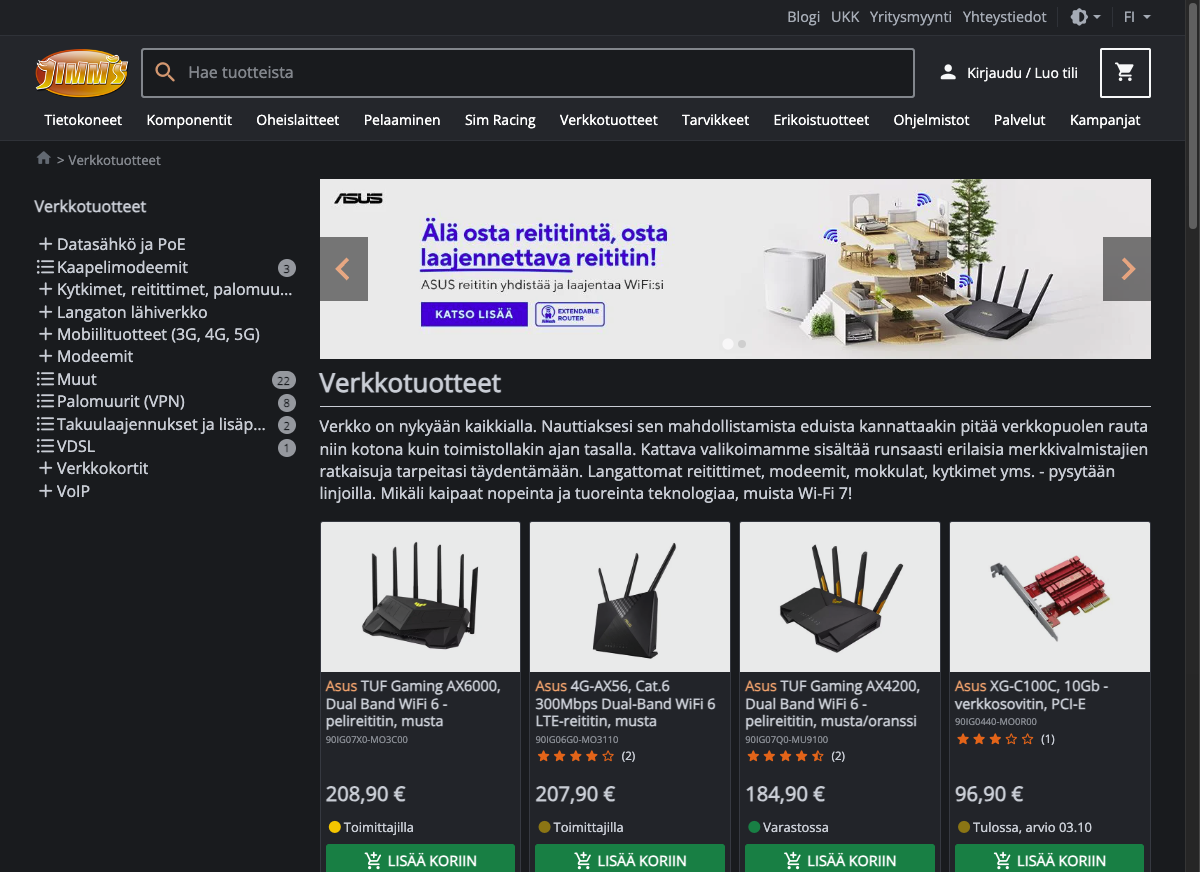 Blogi UKK Yritysmyynti Yhteystiedot FI
JIMM'S
Hae tuotteista
Kirjaudu / Luo tili
Tietokoneet Komponentit Oheislaitteet Pelaaminen Sim Racing Verkkotuotteet Tarvikkeet Erikoistuotteet Ohjelmistot Palvelut Kampanjat
> Verkkotuotteet
Verkkotuotteet
Datasähkö ja PoE
Kaapelimodeemit 3
Kytkimet, reitittimet, palomuu...
Langaton lähiverkko
Mobiilituotteet (3G, 4G, 5G)
Modeemit
Muut 22
Palomuurit (VPN) 8
Takuulaajennukset ja lisäp... 2
VDSL 1
Verkkokortit
VoIP
ASUS
Älä osta reititintä, osta
laajennettava reititin!
ASUS reititin yhdistää ja laajentaa WiFi:si
KATSO LISÄÄ
EXTENDABLE
ROUTER
Verkkotuotteet
Verkko on nykyään kaikkialla. Nauttiaksesi sen mahdollistamista eduista kannattaakin pitää verkkopuolen rauta
niin kotona kuin toimistollakin ajan tasalla. Kattava valikoimamme sisältää runsaasti erilaisia merkkivalmistajien
ratkaisuja tarpeitasi täydentämään. Langattomat reitittimet, modeemit, mokkulat, kytkimet yms. - pysytään
linjoilla. Mikäli kaipaat nopeinta ja tuoreinta teknologiaa, muista Wi-Fi 7!
Asus TUF Gaming AX6000,
Dual Band WiFi 6 -
pelireititin, musta
90IG07X0-MO3C00
208,90 €
Toimittajilla
LISÄÄ KORIIN
Asus 4G-AX56, Cat.6
300Mbps Dual-Band WiFi 6
LTE-reititin, musta
90IG06G0-MO3110
(2)
207,90 €
Toimittajilla
LISÄÄ KORIIN
Asus TUF Gaming AX4200,
Dual Band WiFi 6 -
pelireititin, musta/oranssi
90IG07Q0-MU9100
(2)
184,90 €
Varastossa
LISÄÄ KORIIN
Asus XG-C100C, 10Gb -
verkkosovitin, PCI-E
90IG0440-MO0R00
(1)
96,90 €
Tulossa, arvio 03.10
LISÄÄ KORIIN